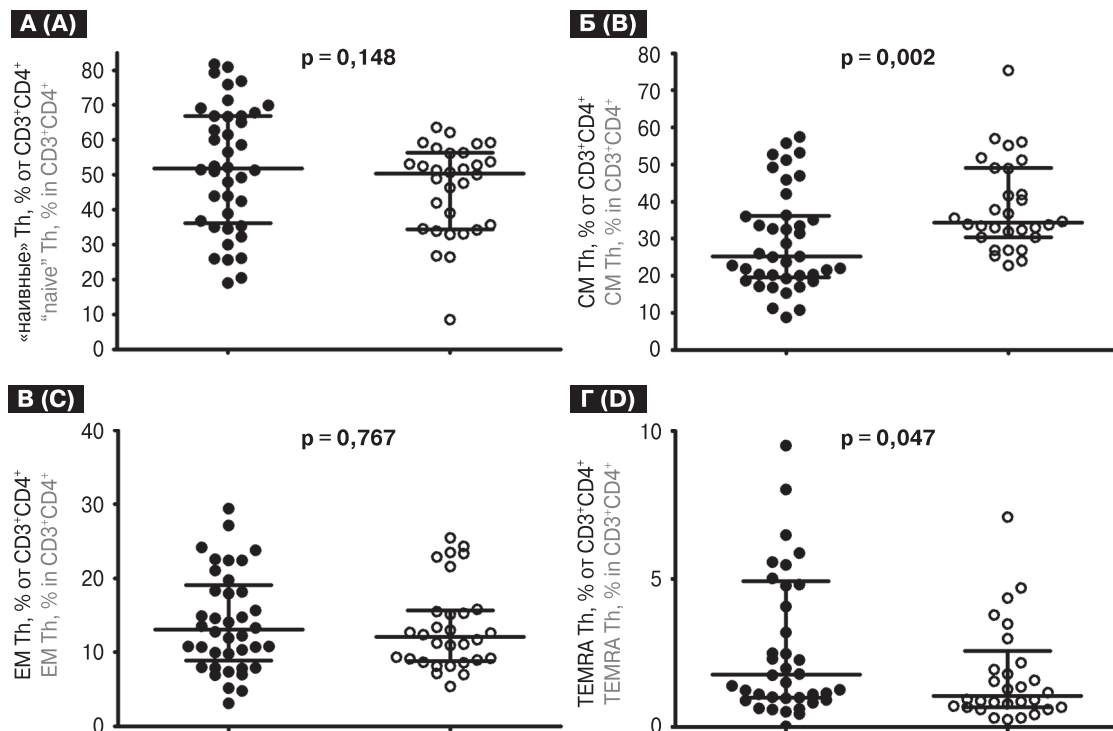 А (A)
p = 0,148
«наивные» Th, % от CD3+CD4+
“naive” Th, % in CD3+CD4+
80
70
60
50
40
30
20
10
0
Б (B)
p = 0,002
CM Th, % от CD3+CD4+
CM Th, % in CD3+CD4+
80
70
60
50
40
30
20
10
0
В (C)
p = 0,767
EM Th, % от CD3+CD4+
EM Th, % in CD3+CD4+
40
30
20
10
0
Г (D)
p = 0,047
TEMRA Th, % от CD3+CD4+
TEMRA Th, % in CD3+CD4+
10
5
0